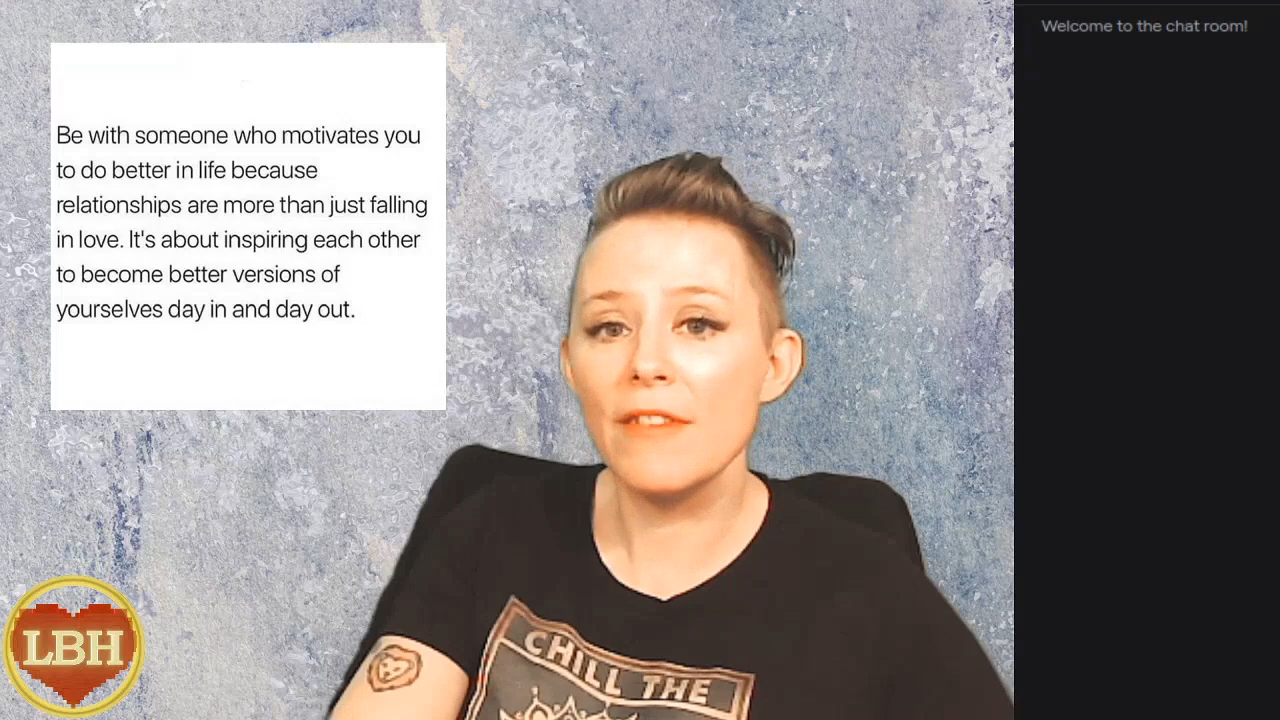 Be with someone who motivates you
to do better in life because
relationships are more than just falling
in love. It's about inspiring each other
to become better versions of
yourselves day in and day out.
Welcome to the chat room!
LBH
CHILL THE